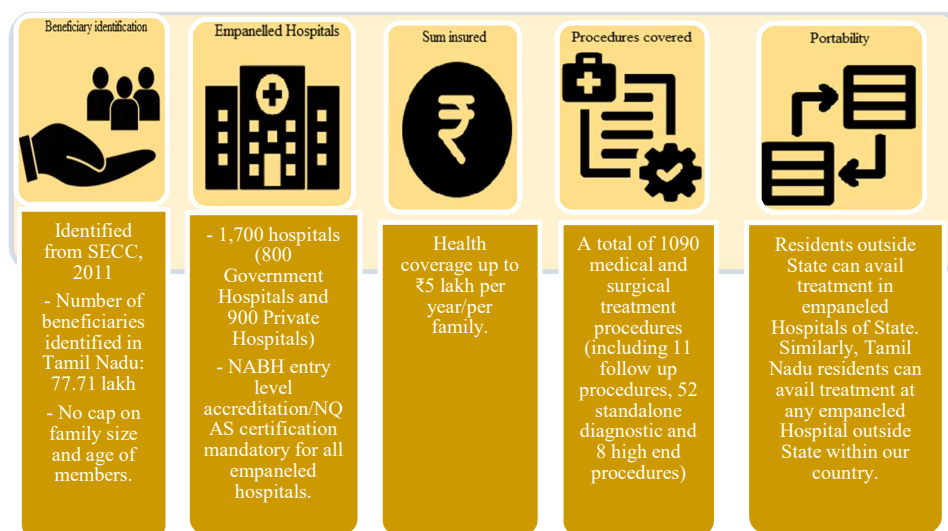 Beneficiary identification
Identified
from SECC,
2011
- Number of
beneficiaries
identified in
Tamil Nadu:
77.71 lakh
- No cap on
family size
and age of
members.
Empanelled Hospitals
- 1,700 hospitals
(800
Government
Hospitals and
900 Private
Hospitals)
- NABH entry
level
accreditation/NQ
AS certification
mandatory for all
empaneled
hospitals.
Sum insured
₹
Health
coverage up to
₹5 lakh per
year/per
family.
Procedures covered
A total of 1090
medical and
surgical
treatment
procedures
(including 11
follow up
procedures, 52
standalone
diagnostic and
8 high end
procedures)
Portability
Residents outside
State can avail
treatment in
empaneled
Hospitals of State.
Similarly, Tamil
Nadu residents can
avail treatment at
any empaneled
Hospital outside
State within our
country.